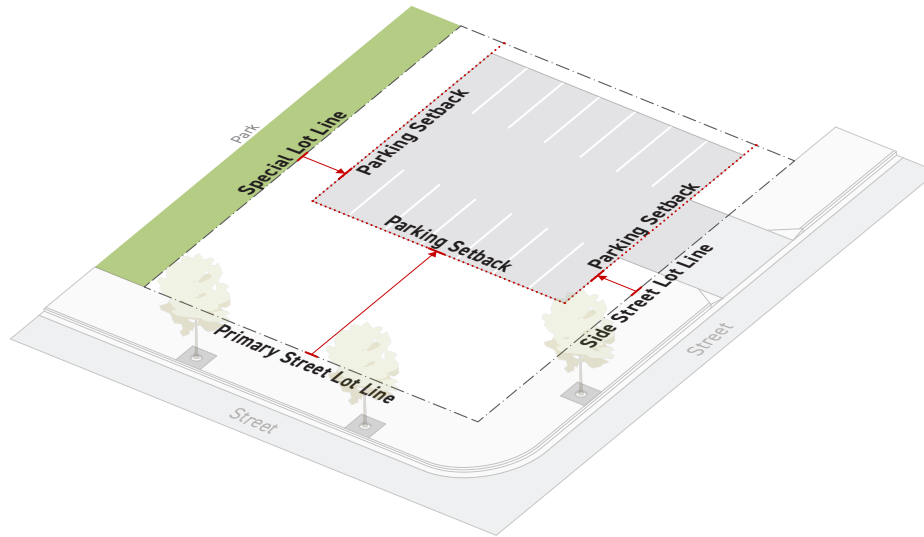 Park
Special Lot Line
Parking Setback
Parking Setback
Parking Setback
Side Street Lot Line
Primary Street Lot Line
Street
Street